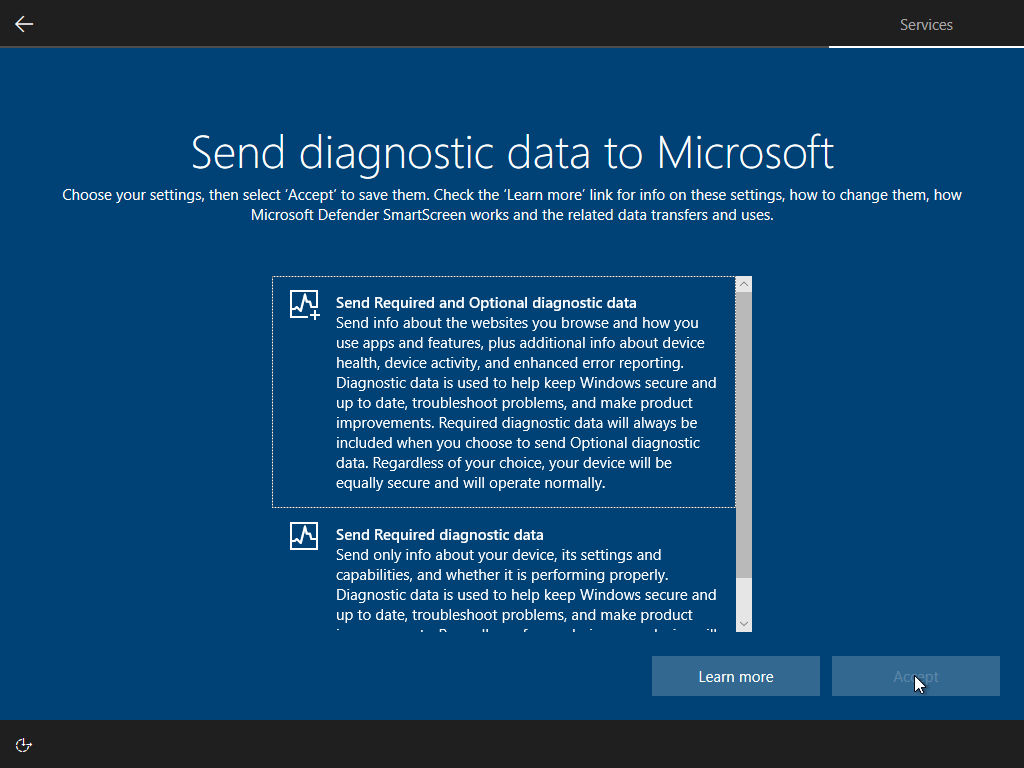 Services
Send diagnostic data to Microsoft
Choose your settings, then select ‘Accept’ to save them. Check the ‘Learn more’ link for info on these settings, how to change them, how
Microsoft Defender SmartScreen works and the related data transfers and uses.
Send Required and Optional diagnostic data
Send info about the websites you browse and how you
use apps and features, plus additional info about device
health, device activity, and enhanced error reporting.
Diagnostic data is used to help keep Windows secure and
up to date, troubleshoot problems, and make product
improvements. Required diagnostic data will always be
included when you choose to send Optional diagnostic
data. Regardless of your choice, your device will be
equally secure and will operate normally.
Send Required diagnostic data
Send only info about your device, its settings and
capabilities, and whether it is performing properly.
Diagnostic data is used to help keep Windows secure and
up to date, troubleshoot problems, and make product
Learn more
Accept